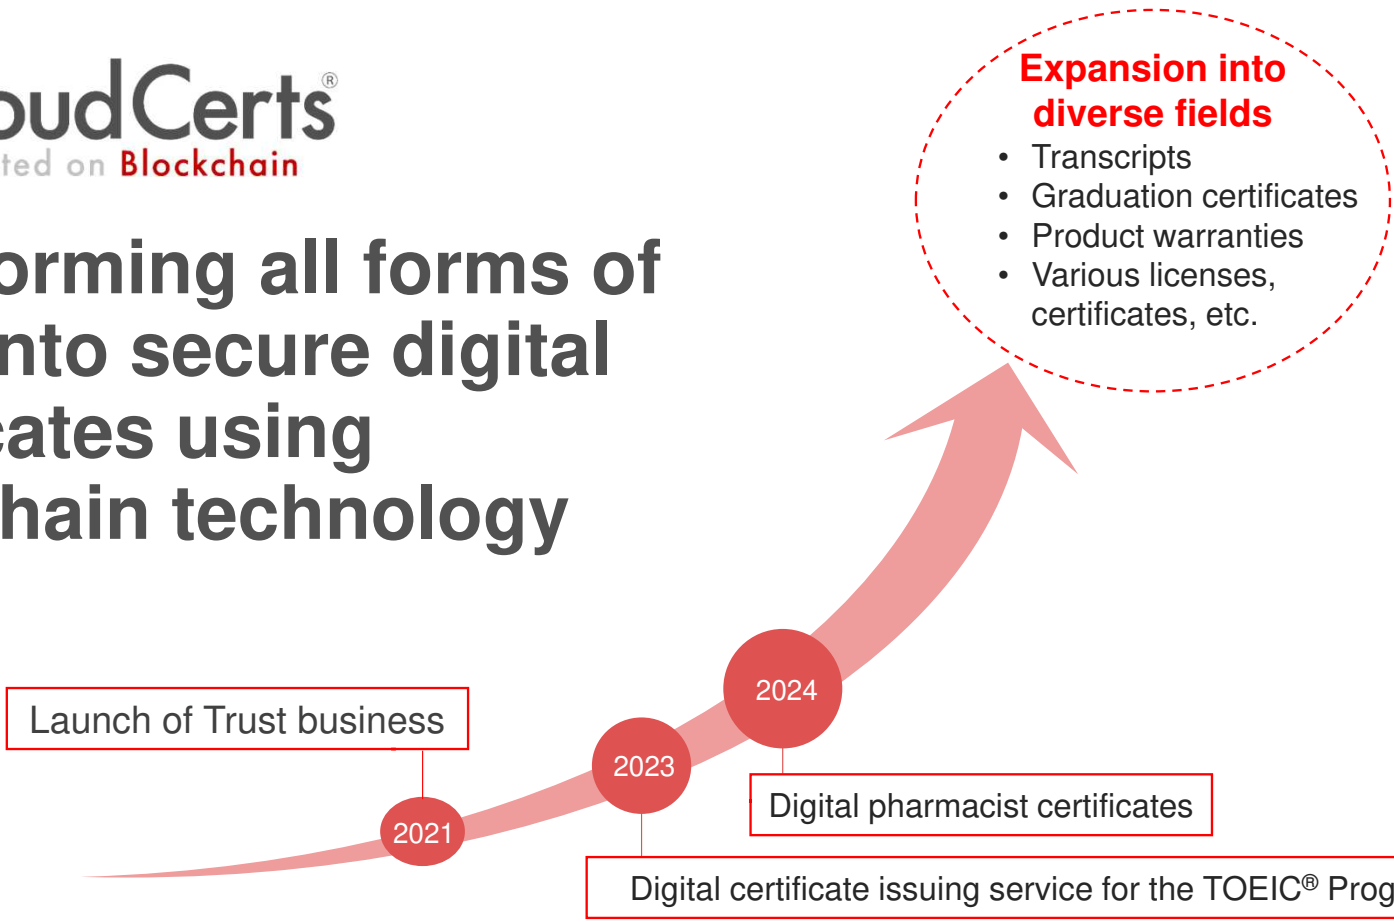 oudCerts®
ted on Blockchain
orming all forms of
nto secure digital
cates using
hain technology
Expansion into
diverse fields
• Transcripts
• Graduation certificates
• Product warranties
• Various licenses,
certificates, etc.
2024
Launch of Trust business
2023
Digital pharmacist certificates
2021
Digital certificate issuing service for the TOEIC® Prog